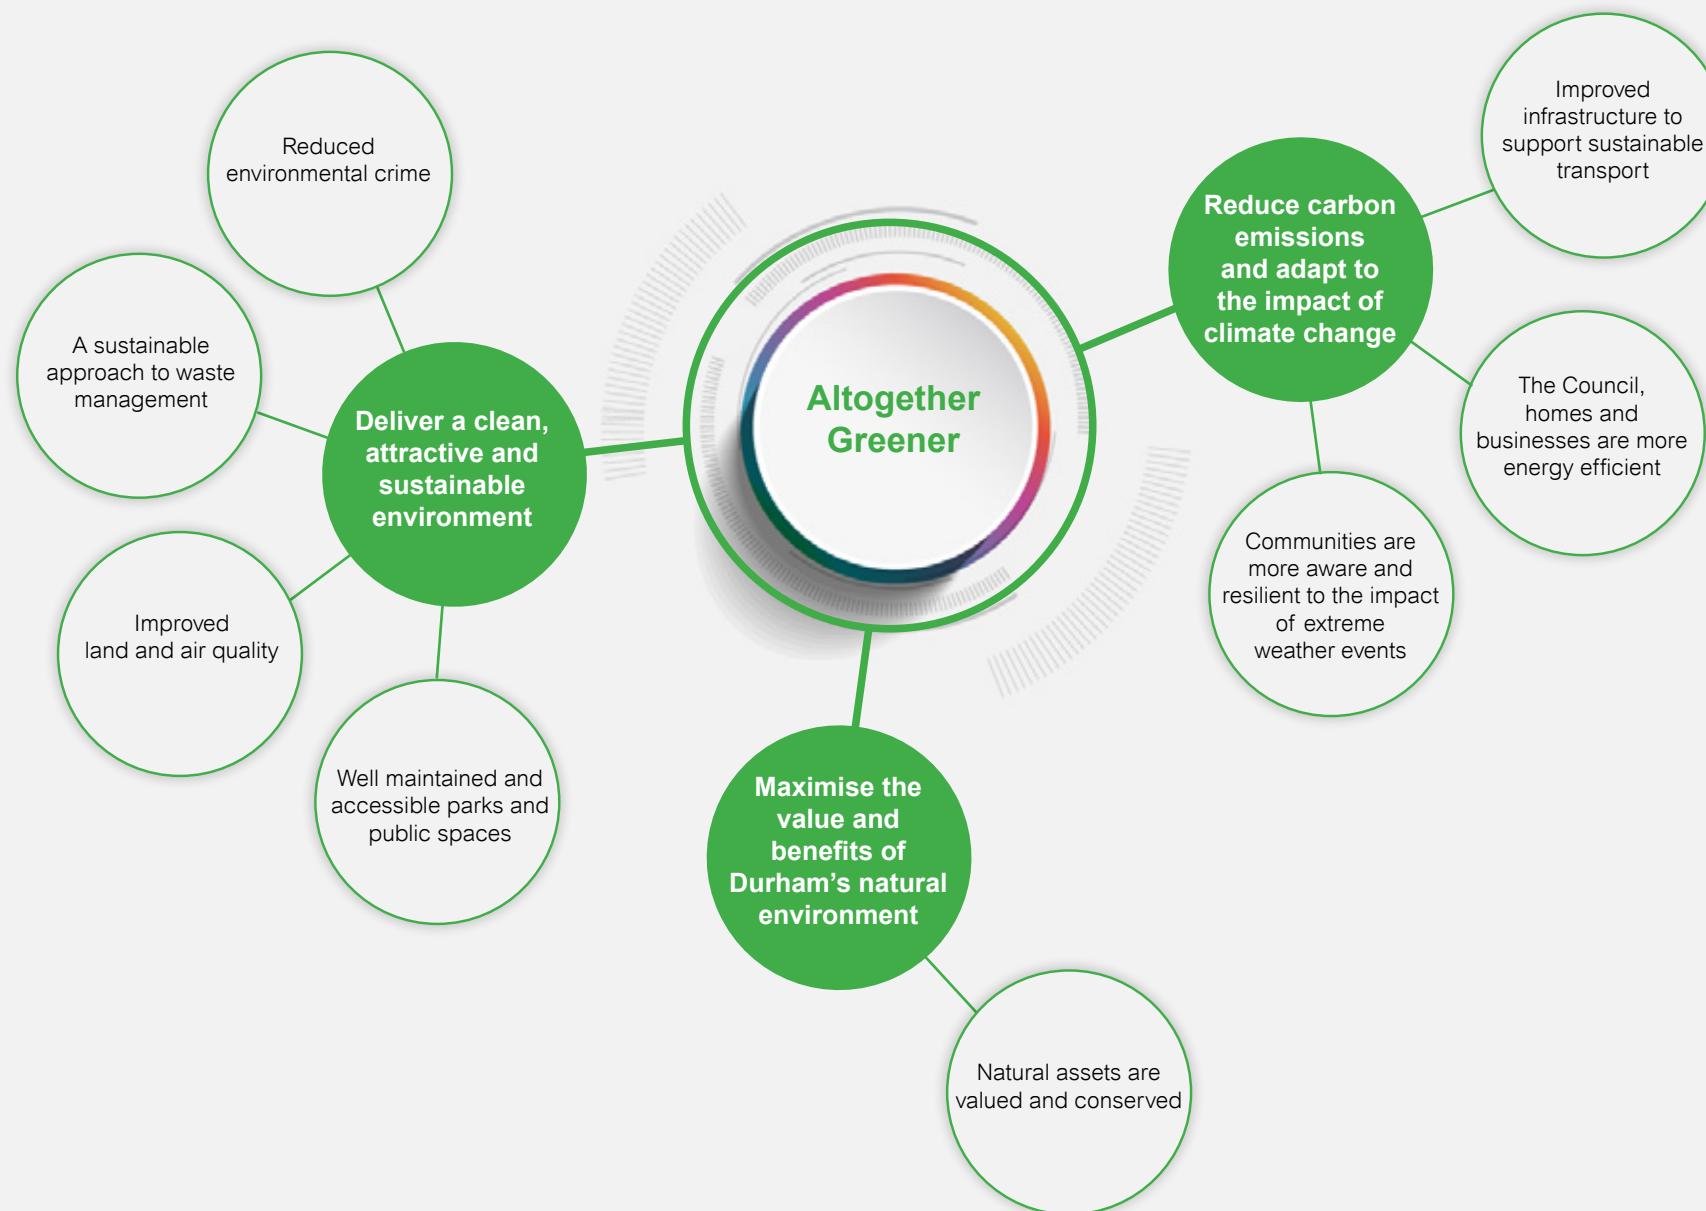 Reduced
environmental crime
A sustainable
approach to waste
management
Deliver a clean,
attractive and
sustainable
environment
Improved
land and air quality
Well maintained and
accessible parks and
public spaces
Altogether
Greener
Maximise the
value and
benefits of
Durham’s natural
environment
Natural assets are
valued and conserved
Reduce carbon
emissions
and adapt to
the impact of
climate change
Improved
infrastructure to
support sustainable
transport
The Council,
homes and
businesses are more
energy efficient
Communities are
more aware and
resilient to the impact
of extreme
weather events